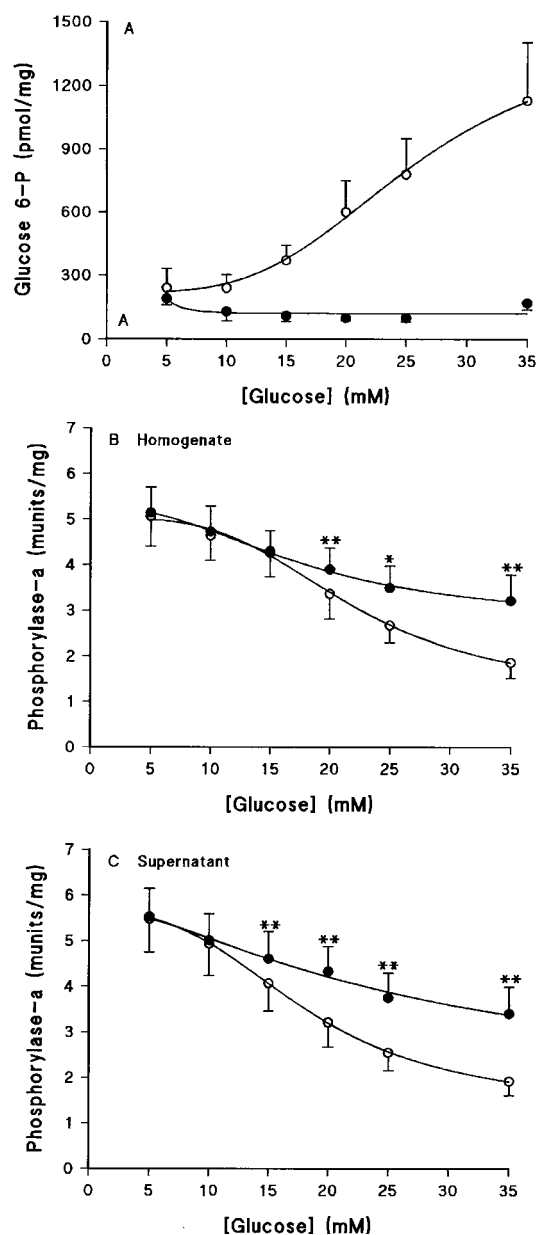 1500
A
1200
900
600
300
A
0
0 5 10 15 20 25 30 35
Glucose 6-P (pmol/mg)
[Glucose] (mM)
7
B Homogenate
6
5
4
3
2
1
0
** * **
0 5 10 15 20 25 30 35
Phosphorylase-a (munits/mg)
[Glucose] (mM)
7
C Supernatant
6
5
4
3
2
1
0
** ** ** **
0 5 10 15 20 25 30 35
Phosphorylase-a (munits/mg)
[Glucose] (mM)